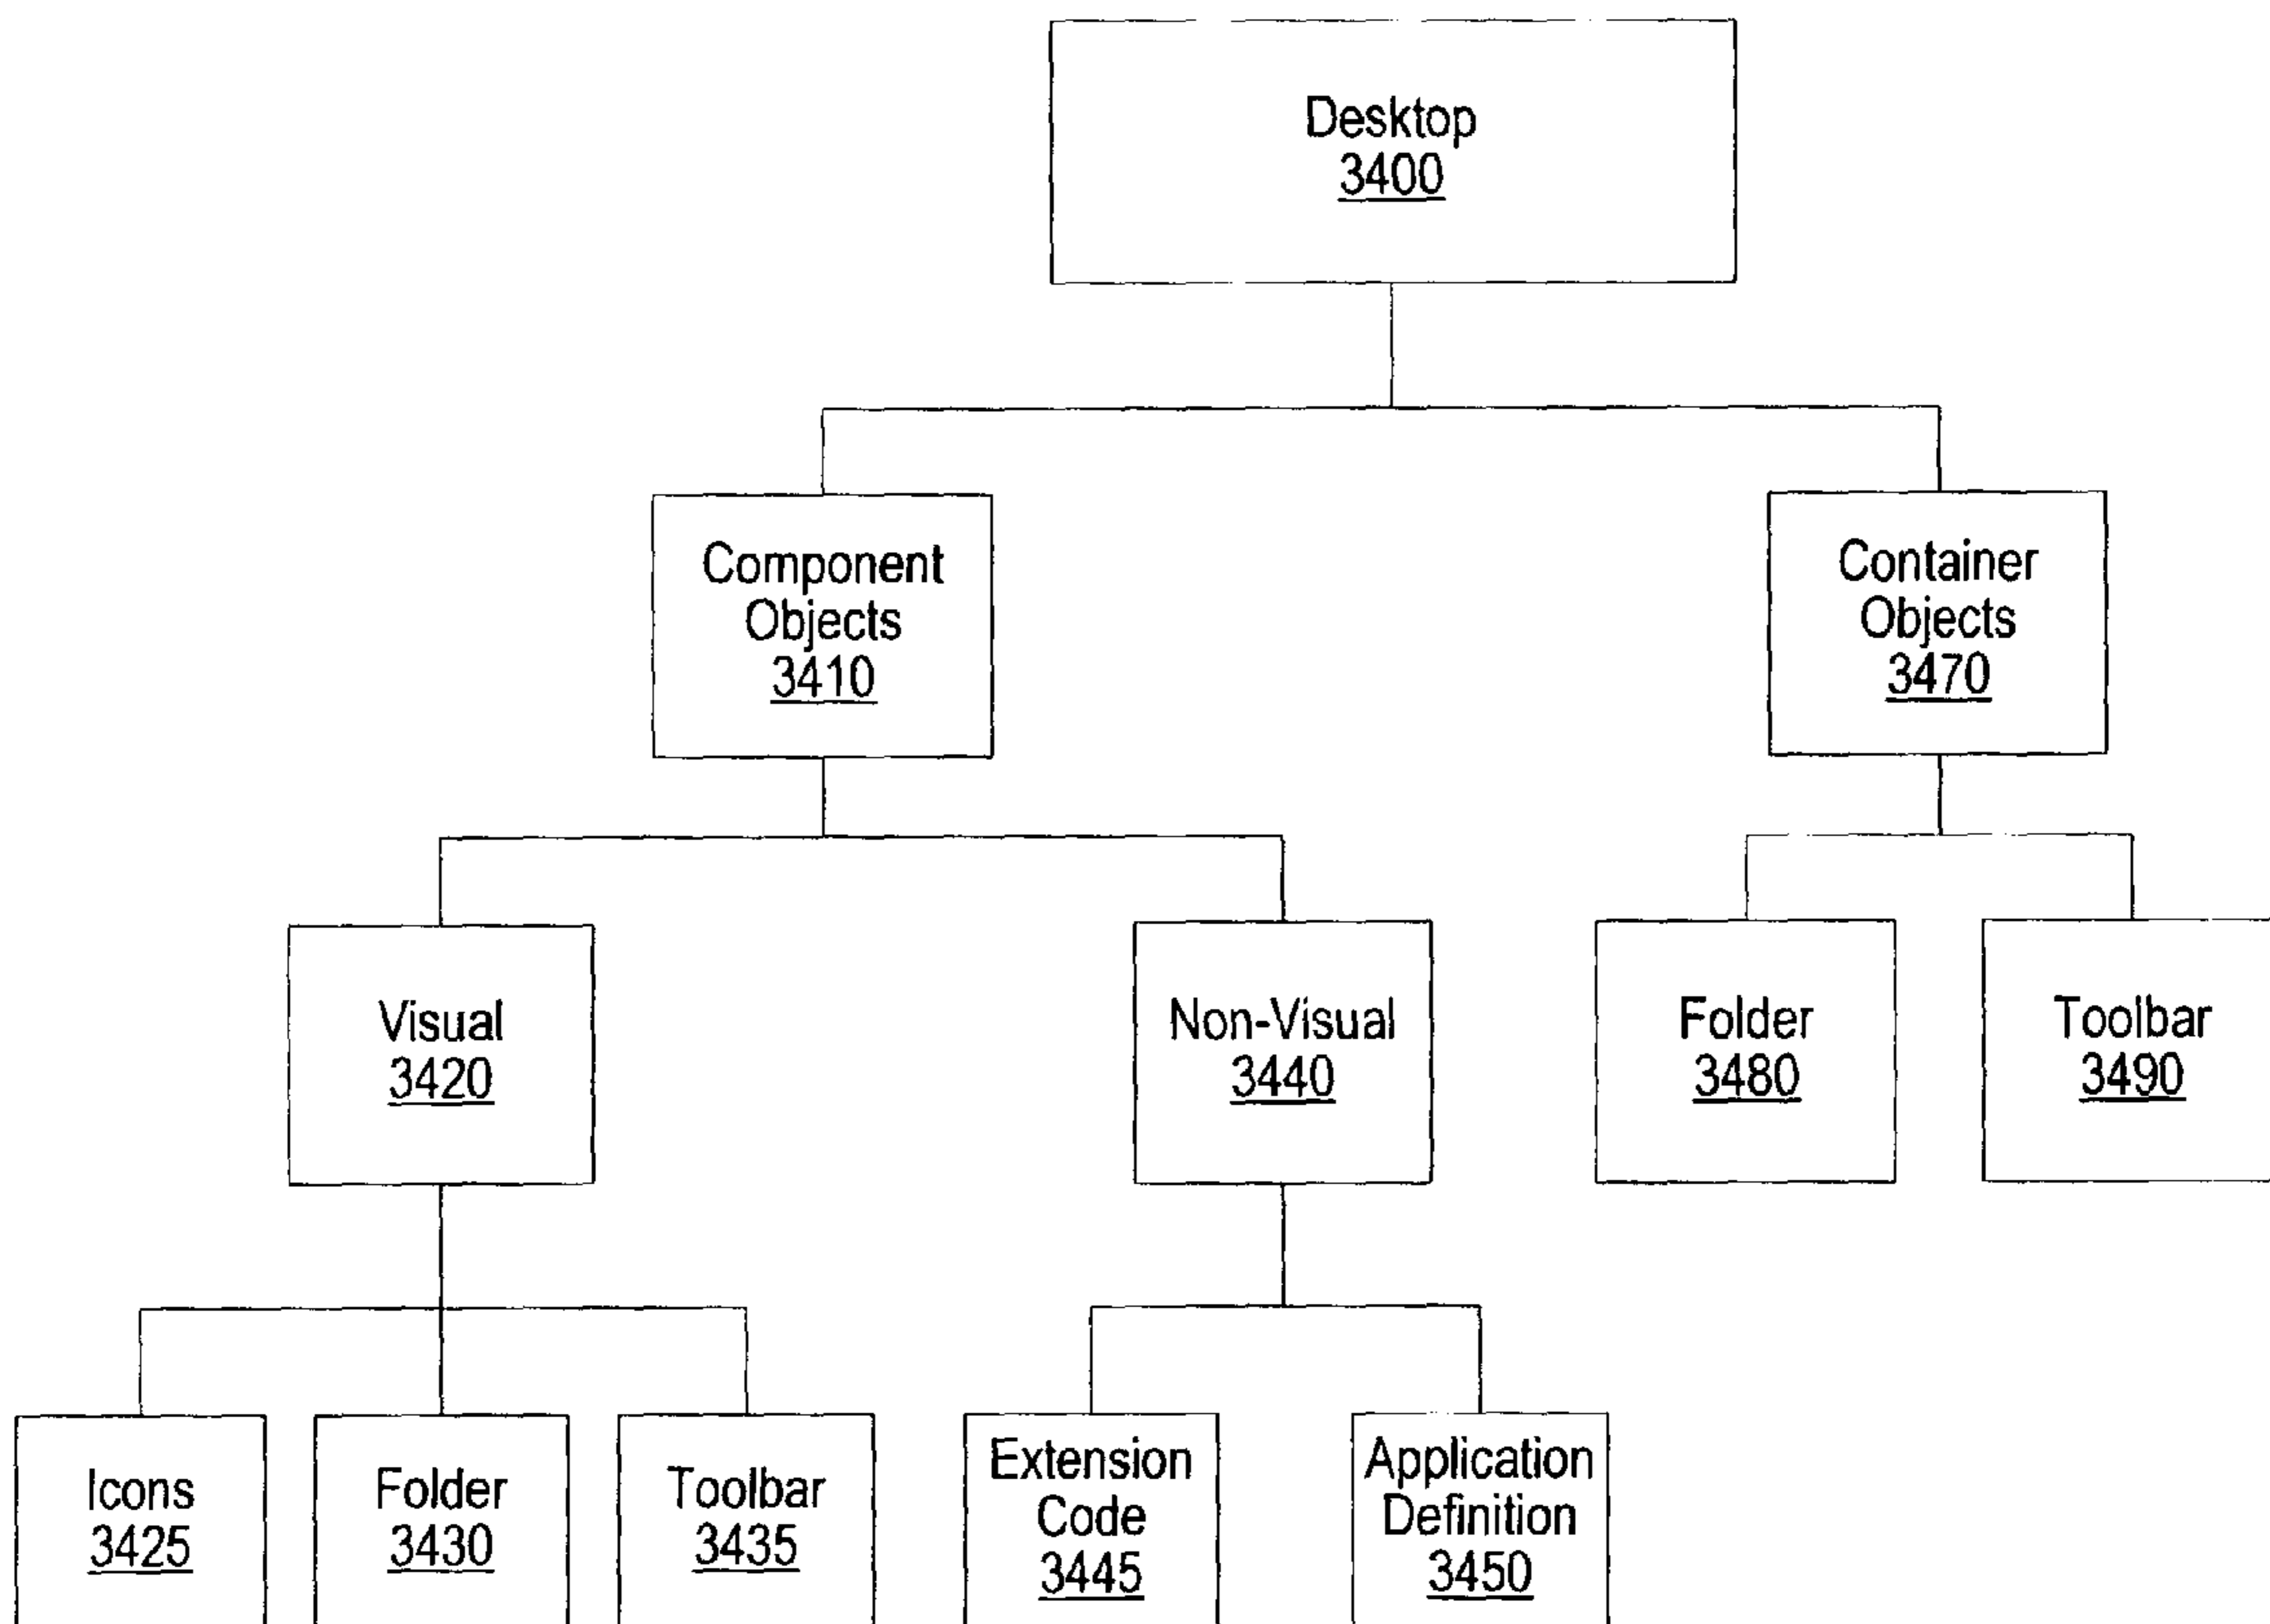 Desktop
3400
Component
Objects
3410
Container
Objects
3470
Visual
3420
Non-Visual
3440
Folder
3480
Toolbar
3490
Icons
3425
Folder
3430
Toolbar
3435
Extension
Code
3445
Application
Definition
3450